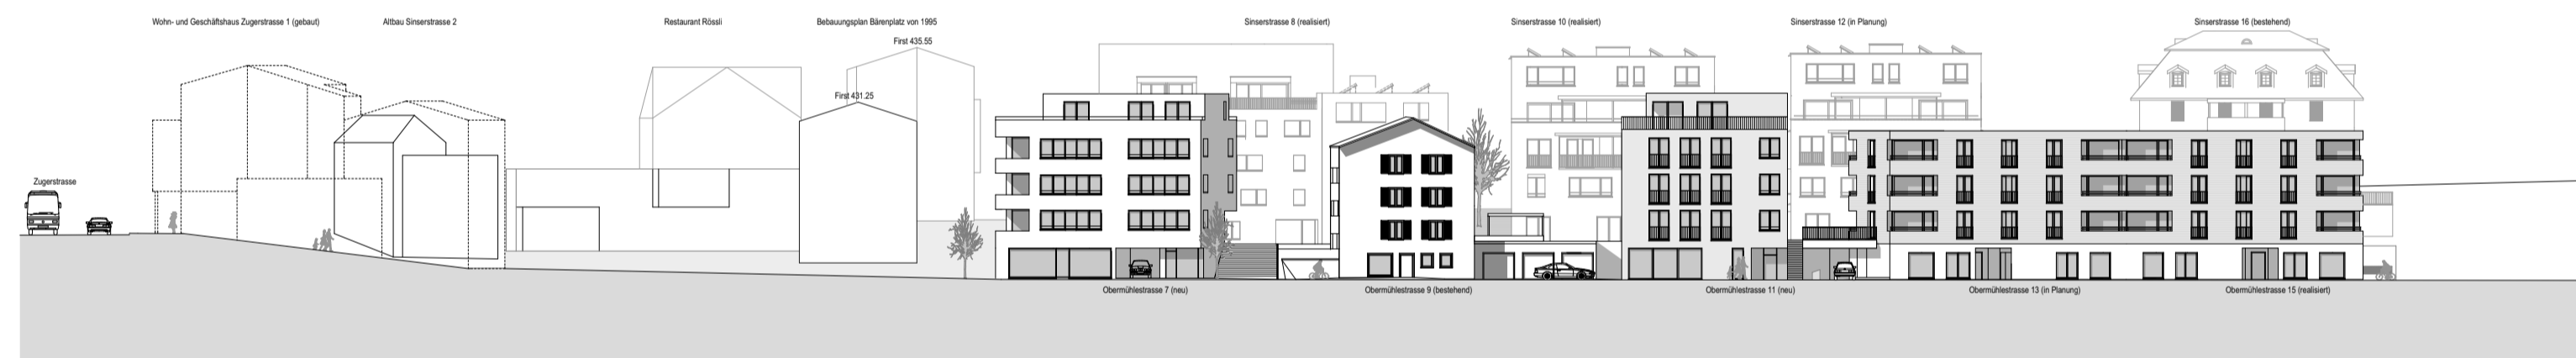 Wohn- und Geschäftshaus Zugerstrasse 1 (gebaut)
Altbau Sinserstrasse 2
Restaurant Rössli
Bebauungsplan Bärenplatz von 1995
Sinserstrasse 8 (realisiert)
Sinserstrasse 10 (realisiert)
Sinserstrasse 12 (in Planung)
Sinserstrasse 16 (bestehend)
First 435.55
First 431.25
Zugerstrasse
Obermühlestrasse 7 (neu)
Obermühlestrasse 9 (bestehend)
Obermühlestrasse 11 (neu)
Obermühlestrasse 13 (in Planung)
Obermühlestrasse 15 (realisiert)